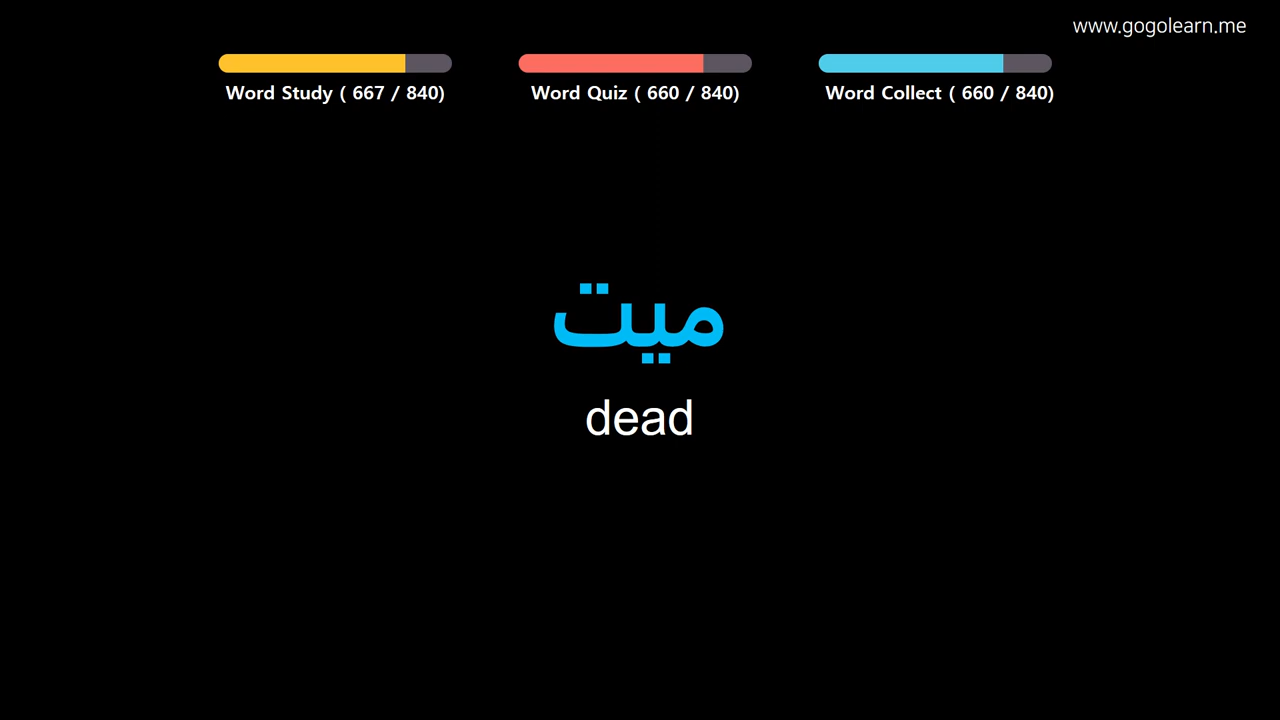 www.gogolearn.me
Word Study ( 667 / 840)
Word Quiz ( 660 / 840)
Word Collect ( 660 / 840)
ميت
dead